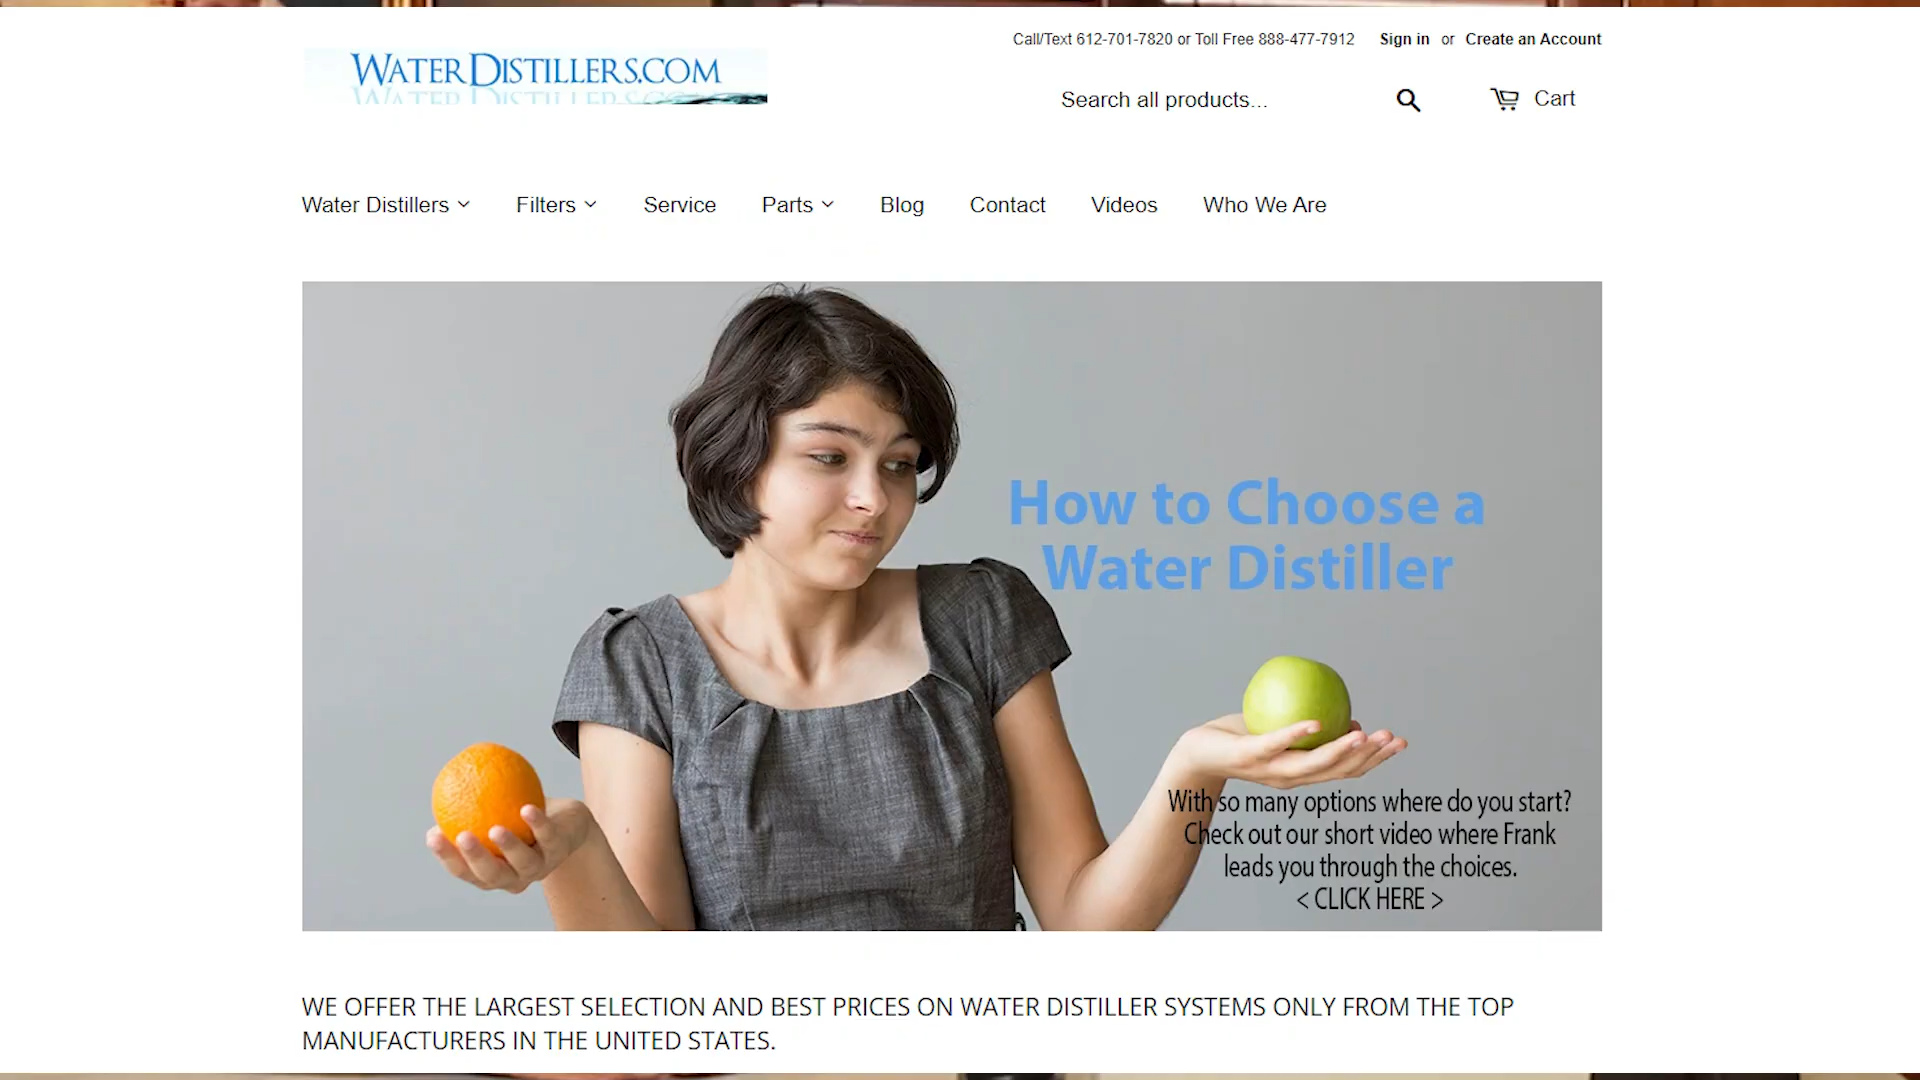 Call/Text 612-701-7820 or Toll Free 888-477-7912 Sign in or Create an Account
WATERDISTILLERS.COM
Search all products... Cart
Water Distillers Filters Service Parts Blog Contact Videos Who We Are
How to Choose a
Water Distiller
With so many options where do you start?
Check out our short video where Frank
leads you through the choices.
< CLICK HERE >
WE OFFER THE LARGEST SELECTION AND BEST PRICES ON WATER DISTILLER SYSTEMS ONLY FROM THE TOP
MANUFACTURERS IN THE UNITED STATES.